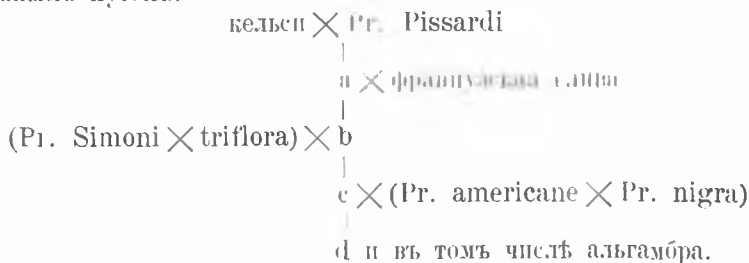 кельси × Pr. Pissardi
a × французская слива
(Pr. Simoni × triflora) × b
c × (Pr. americane × Pr. nigra)
d и въ томъ числѣ альгамбра.